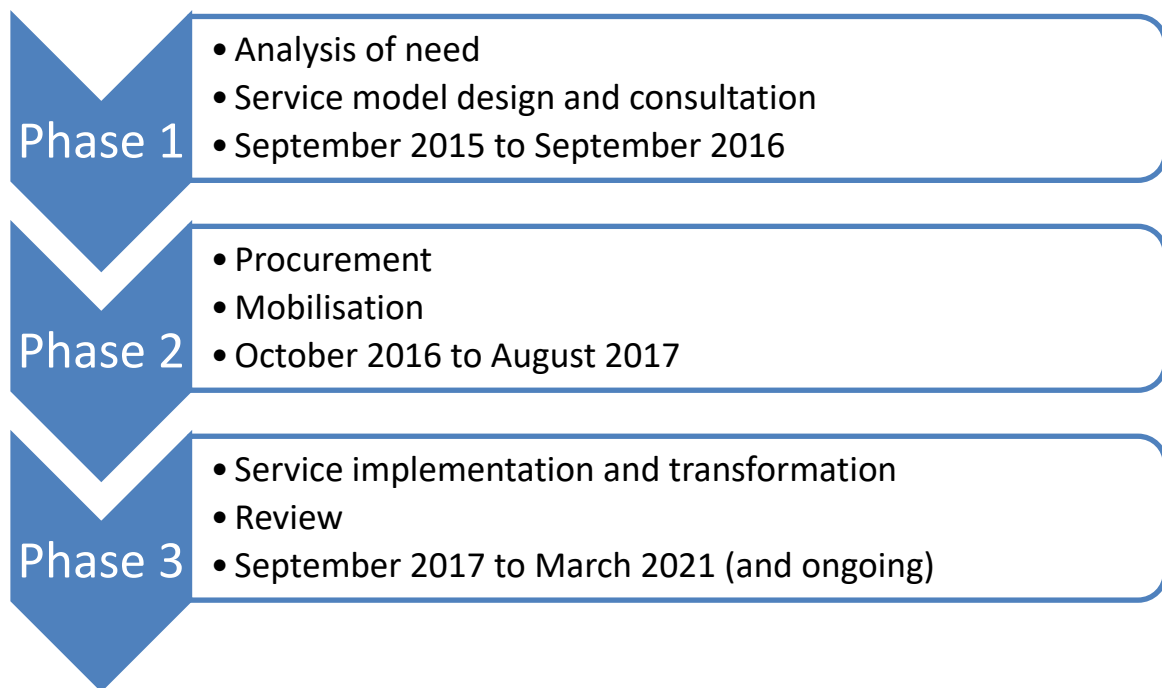 Phase 1
• Analysis of need
• Service model design and consultation
• September 2015 to September 2016
Phase 2
• Procurement
• Mobilisation
• October 2016 to August 2017
Phase 3
• Service implementation and transformation
• Review
• September 2017 to March 2021 (and ongoing)